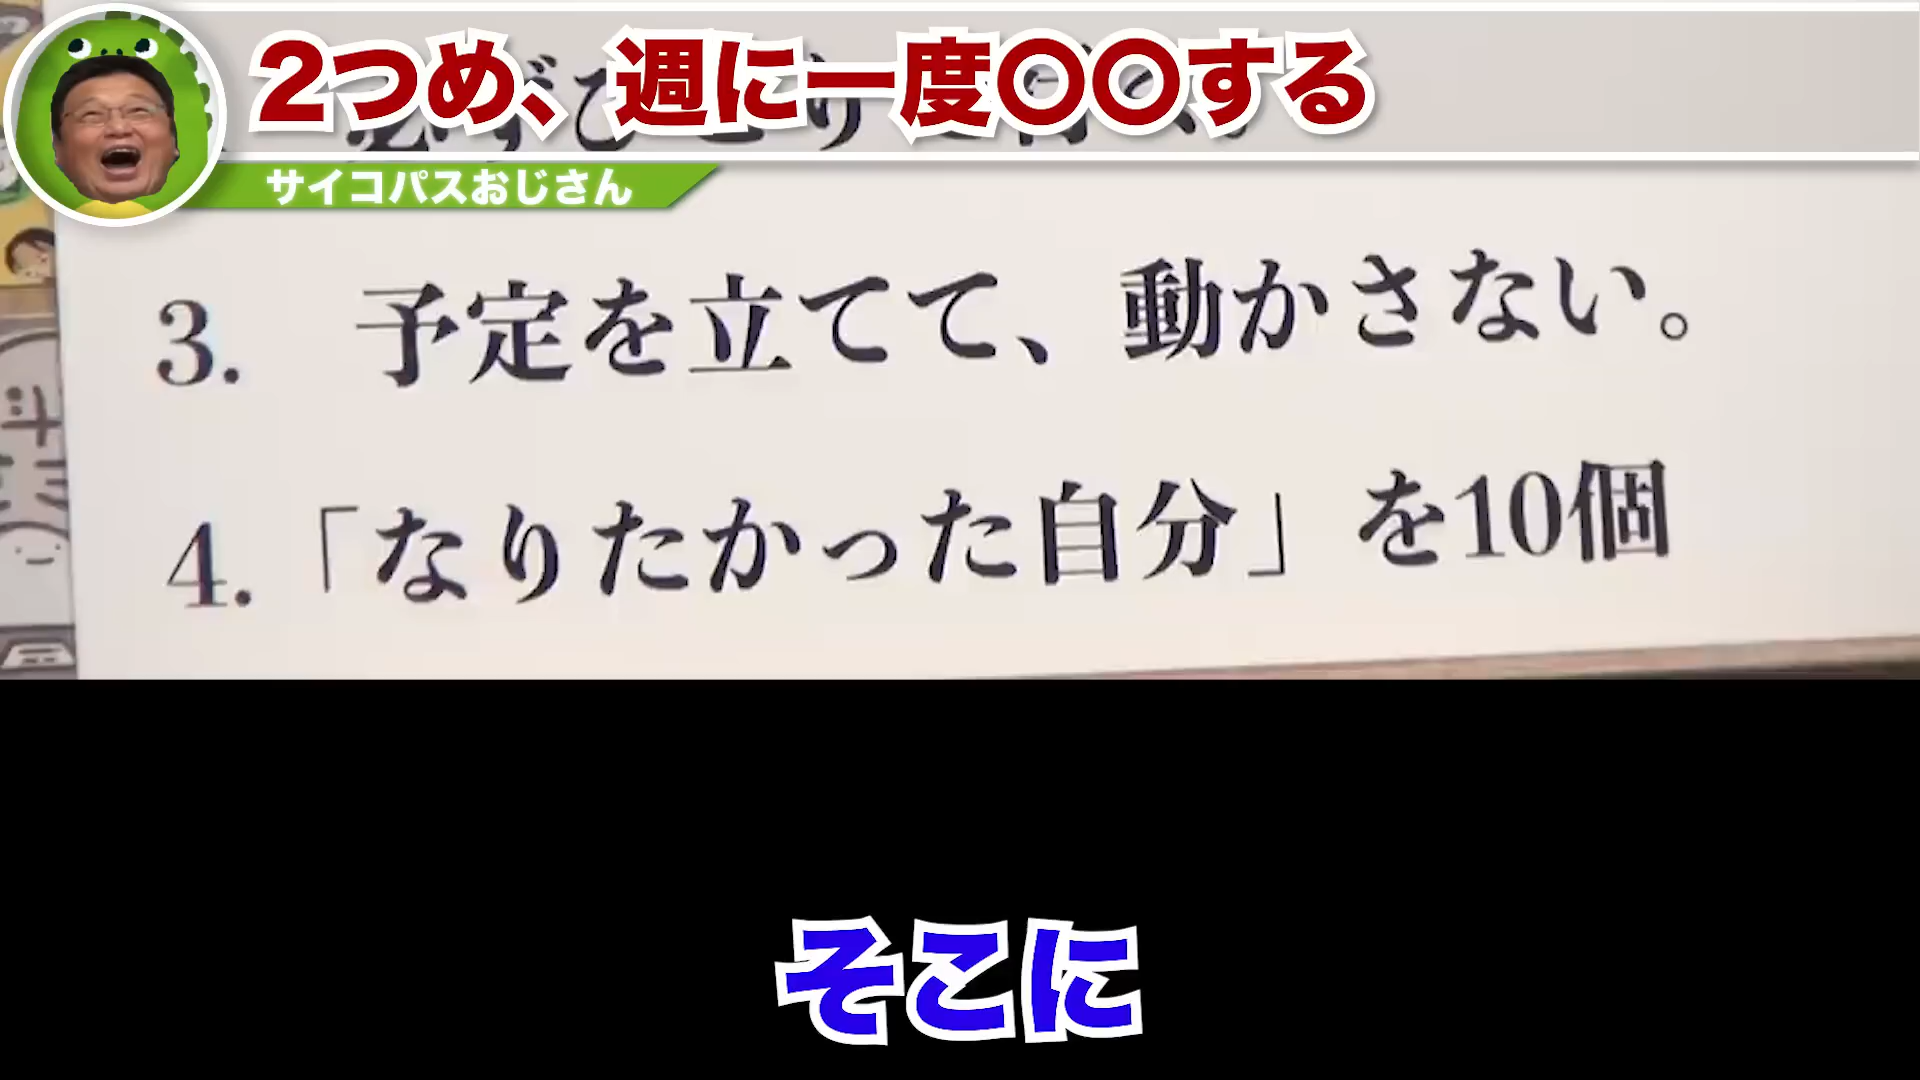 2つめ、週に一度〇〇する
サイコパスおじさん
3. 予定を立てて、動かさない。
4.「なりたかった自分」を10個
そこに